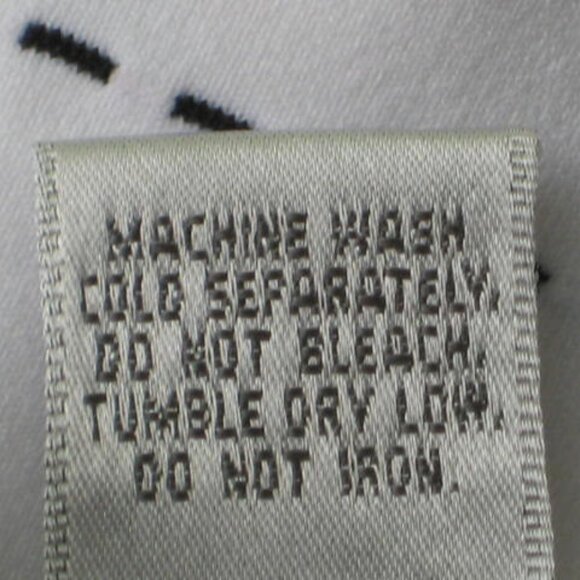 MACHINE WASH
COLD SEPARATELY.
DO NOT BLEACH.
TUMBLE DRY LOW.
DO NOT IRON.